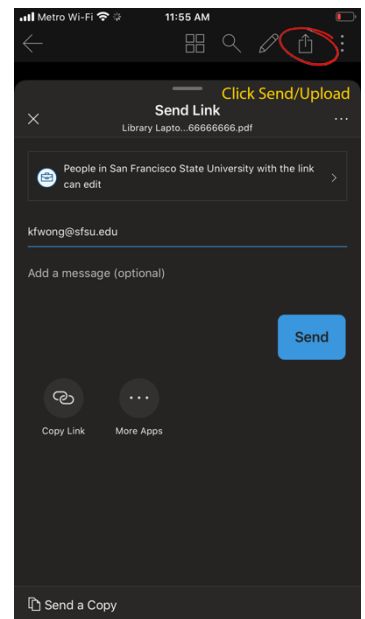 Metro Wi-Fi 11:55 AM
Click Send/Upload
Send Link
Library Lapto...66666666.pdf
People in San Francisco State University with the link
can edit
kfwong@sfsu.edu
Add a message (optional)
Send
Copy Link More Apps
Send a Copy